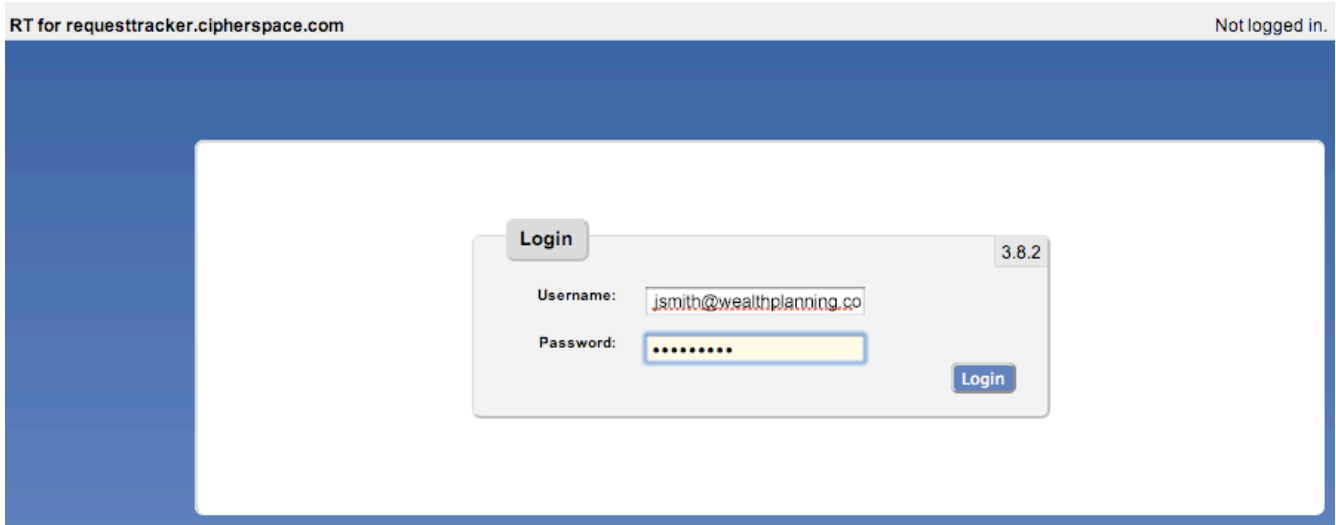 RT for requesttracker.cipherspace.com Not logged in.
Login
3.8.2
Username: jsmith@wealthplanning.co
Password: •••••••••
Login